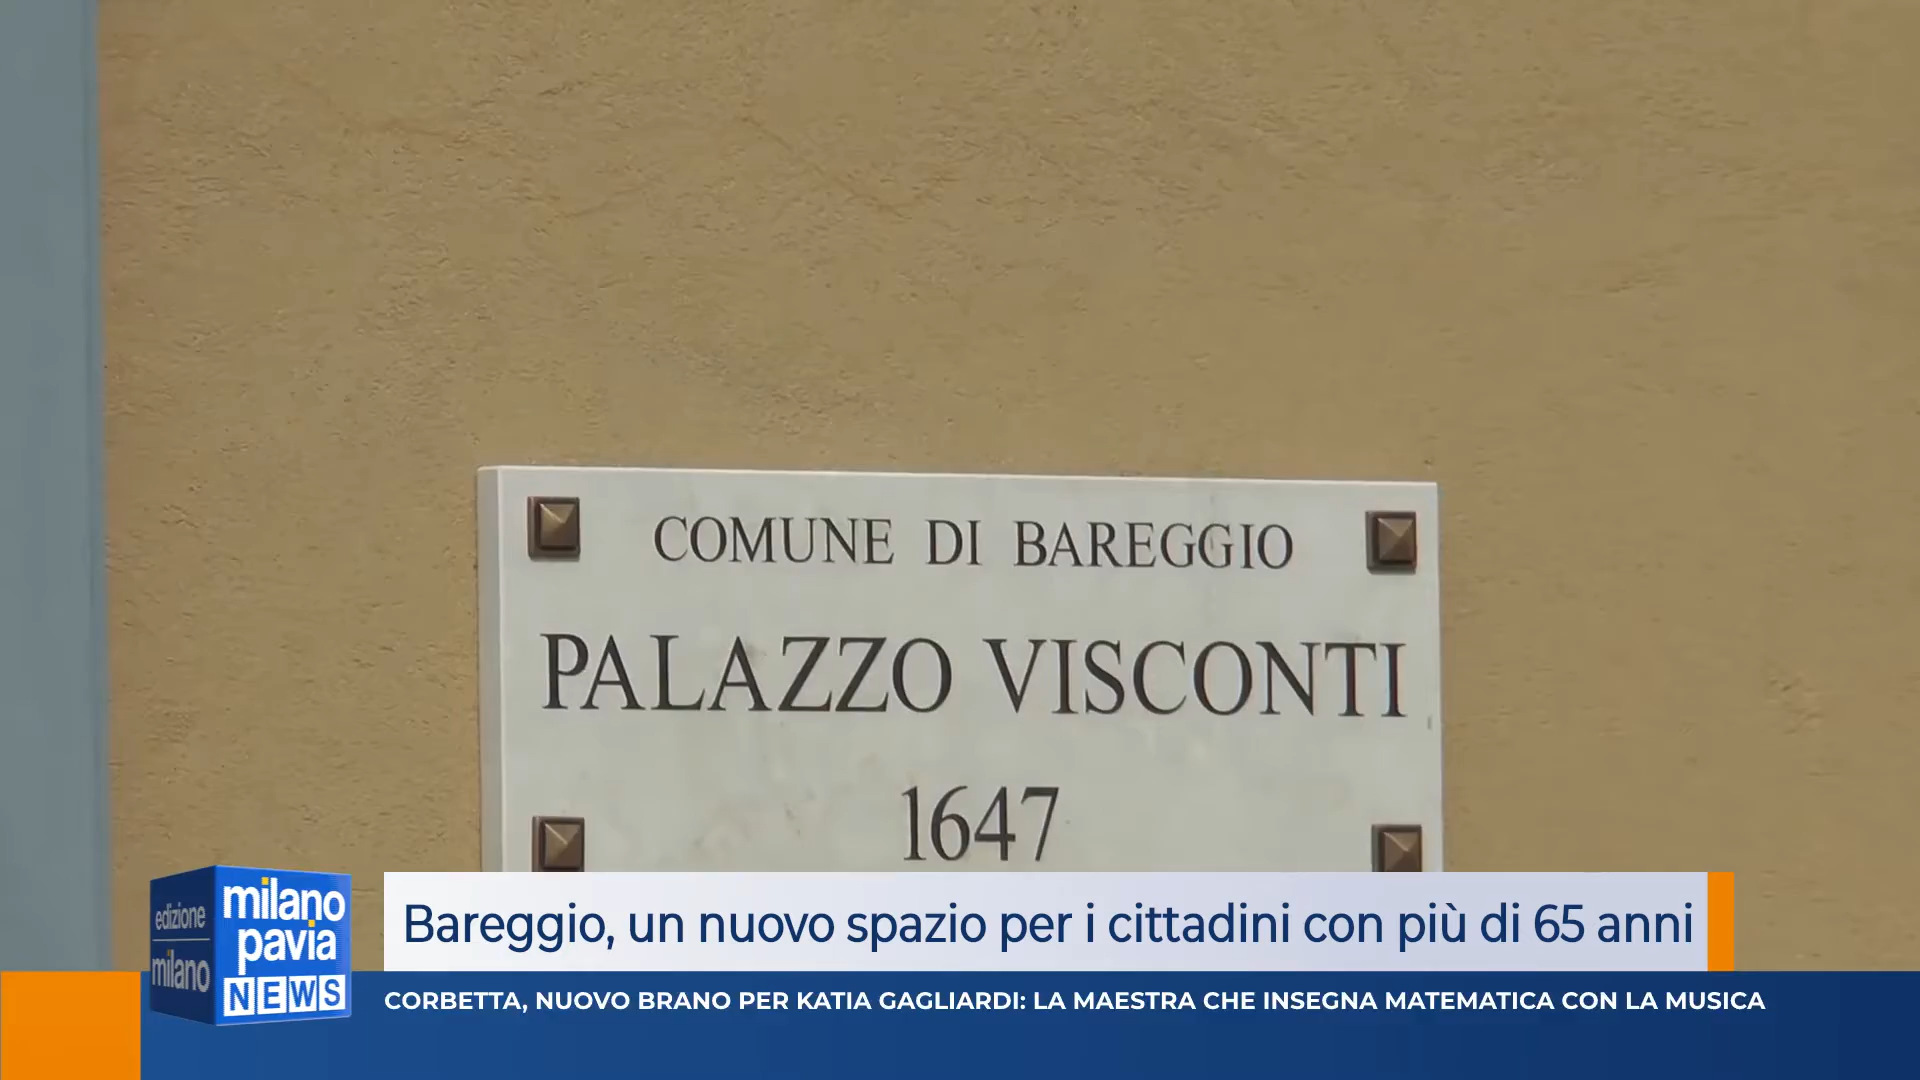 COMUNE DI BAREGGIO
PALAZZO VISCONTI
1647
Bareggio, un nuovo spazio per i cittadini con più di 65 anni
edizione
milano
milano
pavia
NEWS
CORBETTA, NUOVO BRANO PER KATIA GAGLIARDI: LA MAESTRA CHE INSEGNA MATEMATICA CON LA MUSICA